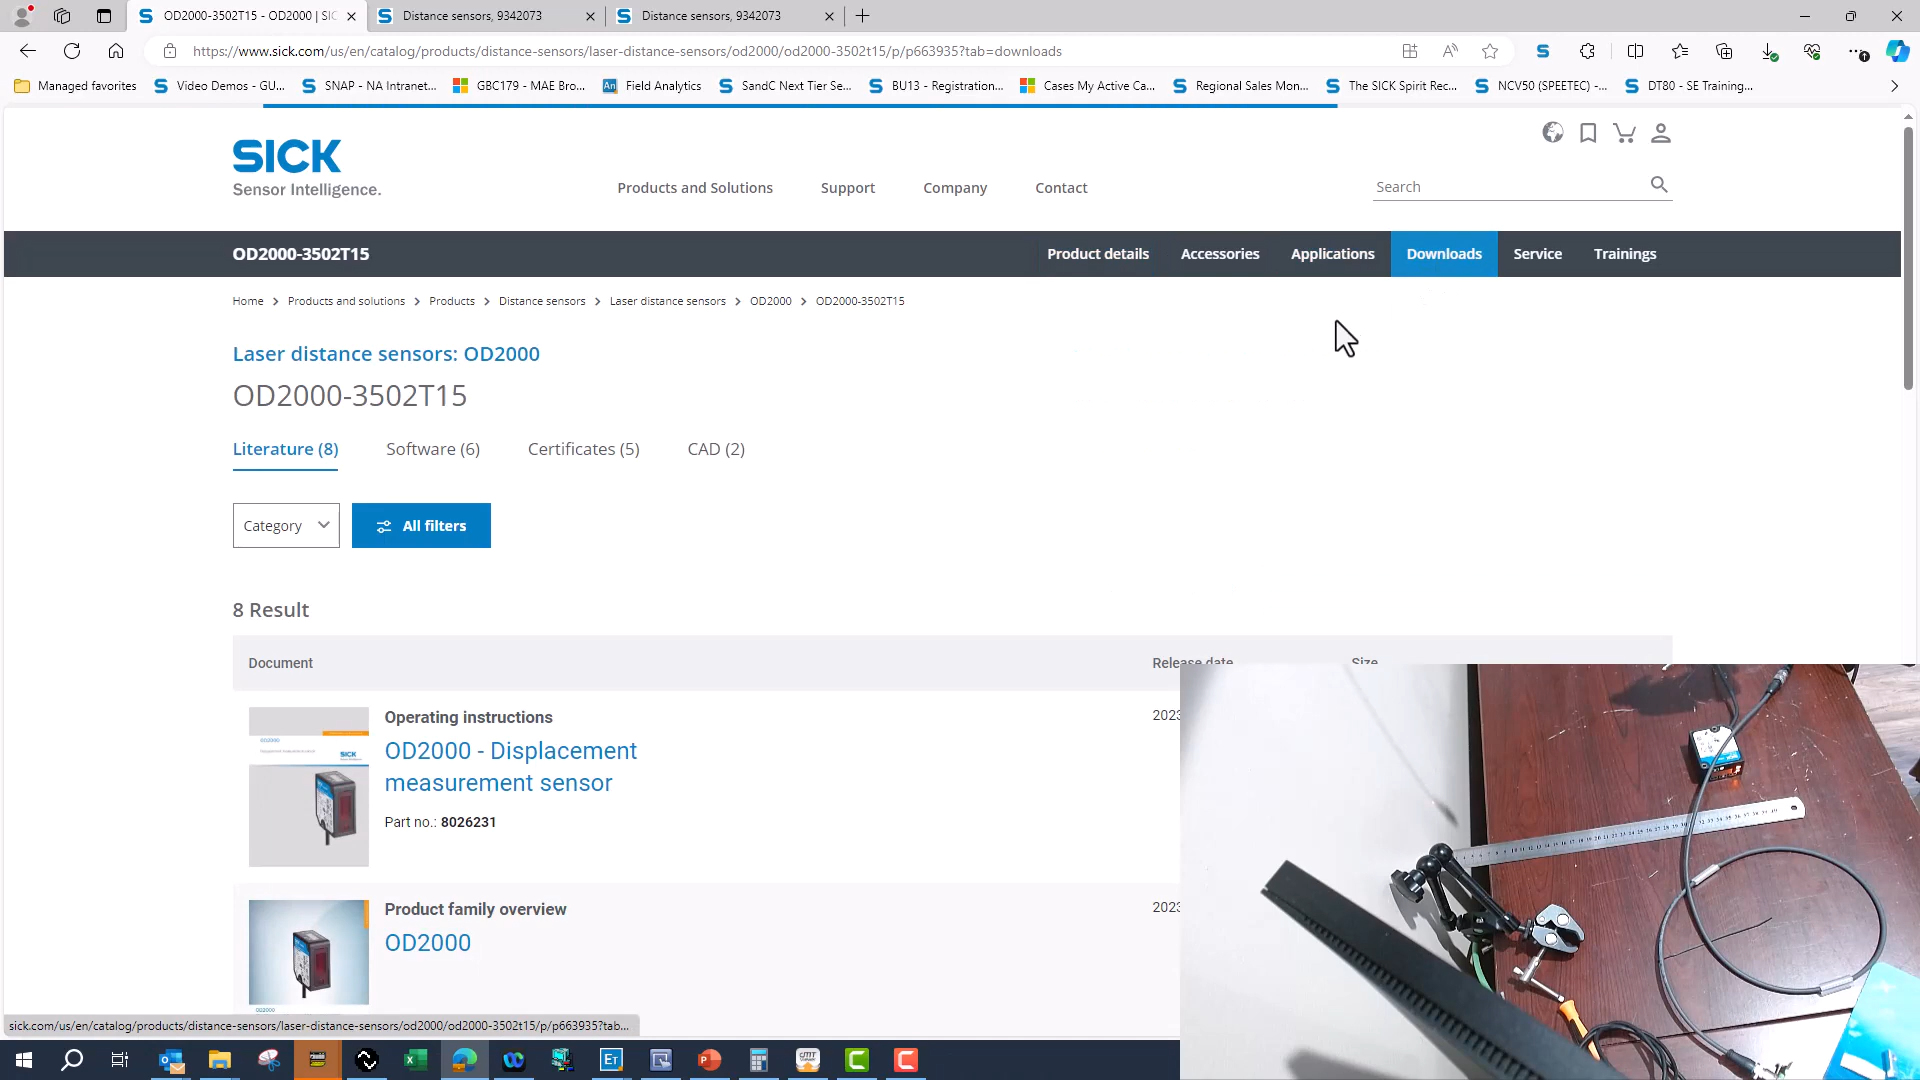 OD2000-3502T15 - OD2000 | SIC
Distance sensors, 9342073
Distance sensors, 9342073
https://www.sick.com/us/en/catalog/products/distance-sensors/laser-distance-sensors/od2000/od2000-3502t15/p/p663935?tab=downloads
Managed favorites
Video Demos - GU...
SNAP - NA Intranet...
GBC179 - MAE Bro...
Field Analytics
SandC Next Tier Se...
BU13 - Registration...
Cases My Active Ca...
Regional Sales Mon...
The SICK Spirit Rec...
NCV50 (SPEETEC) -...
DT80 - SE Training...
SICK
Sensor Intelligence.
Products and Solutions
Support
Company
Contact
Search
OD2000-3502T15
Product details
Accessories
Applications
Downloads
Service
Trainings
Home > Products and solutions > Products > Distance sensors > Laser distance sensors > OD2000 > OD2000-3502T15
Laser distance sensors: OD2000
OD2000-3502T15
Literature (8)
Software (6)
Certificates (5)
CAD (2)
Category
All filters
8 Result
Document
Release date
Size
Operating instructions
2023
OD2000 - Displacement
measurement sensor
Part no.: 8026231
Product family overview
2023
OD2000
sick.com/us/en/catalog/products/distance-sensors/laser-distance-sensors/od2000/od2000-3502t15/p/p663935?tab...